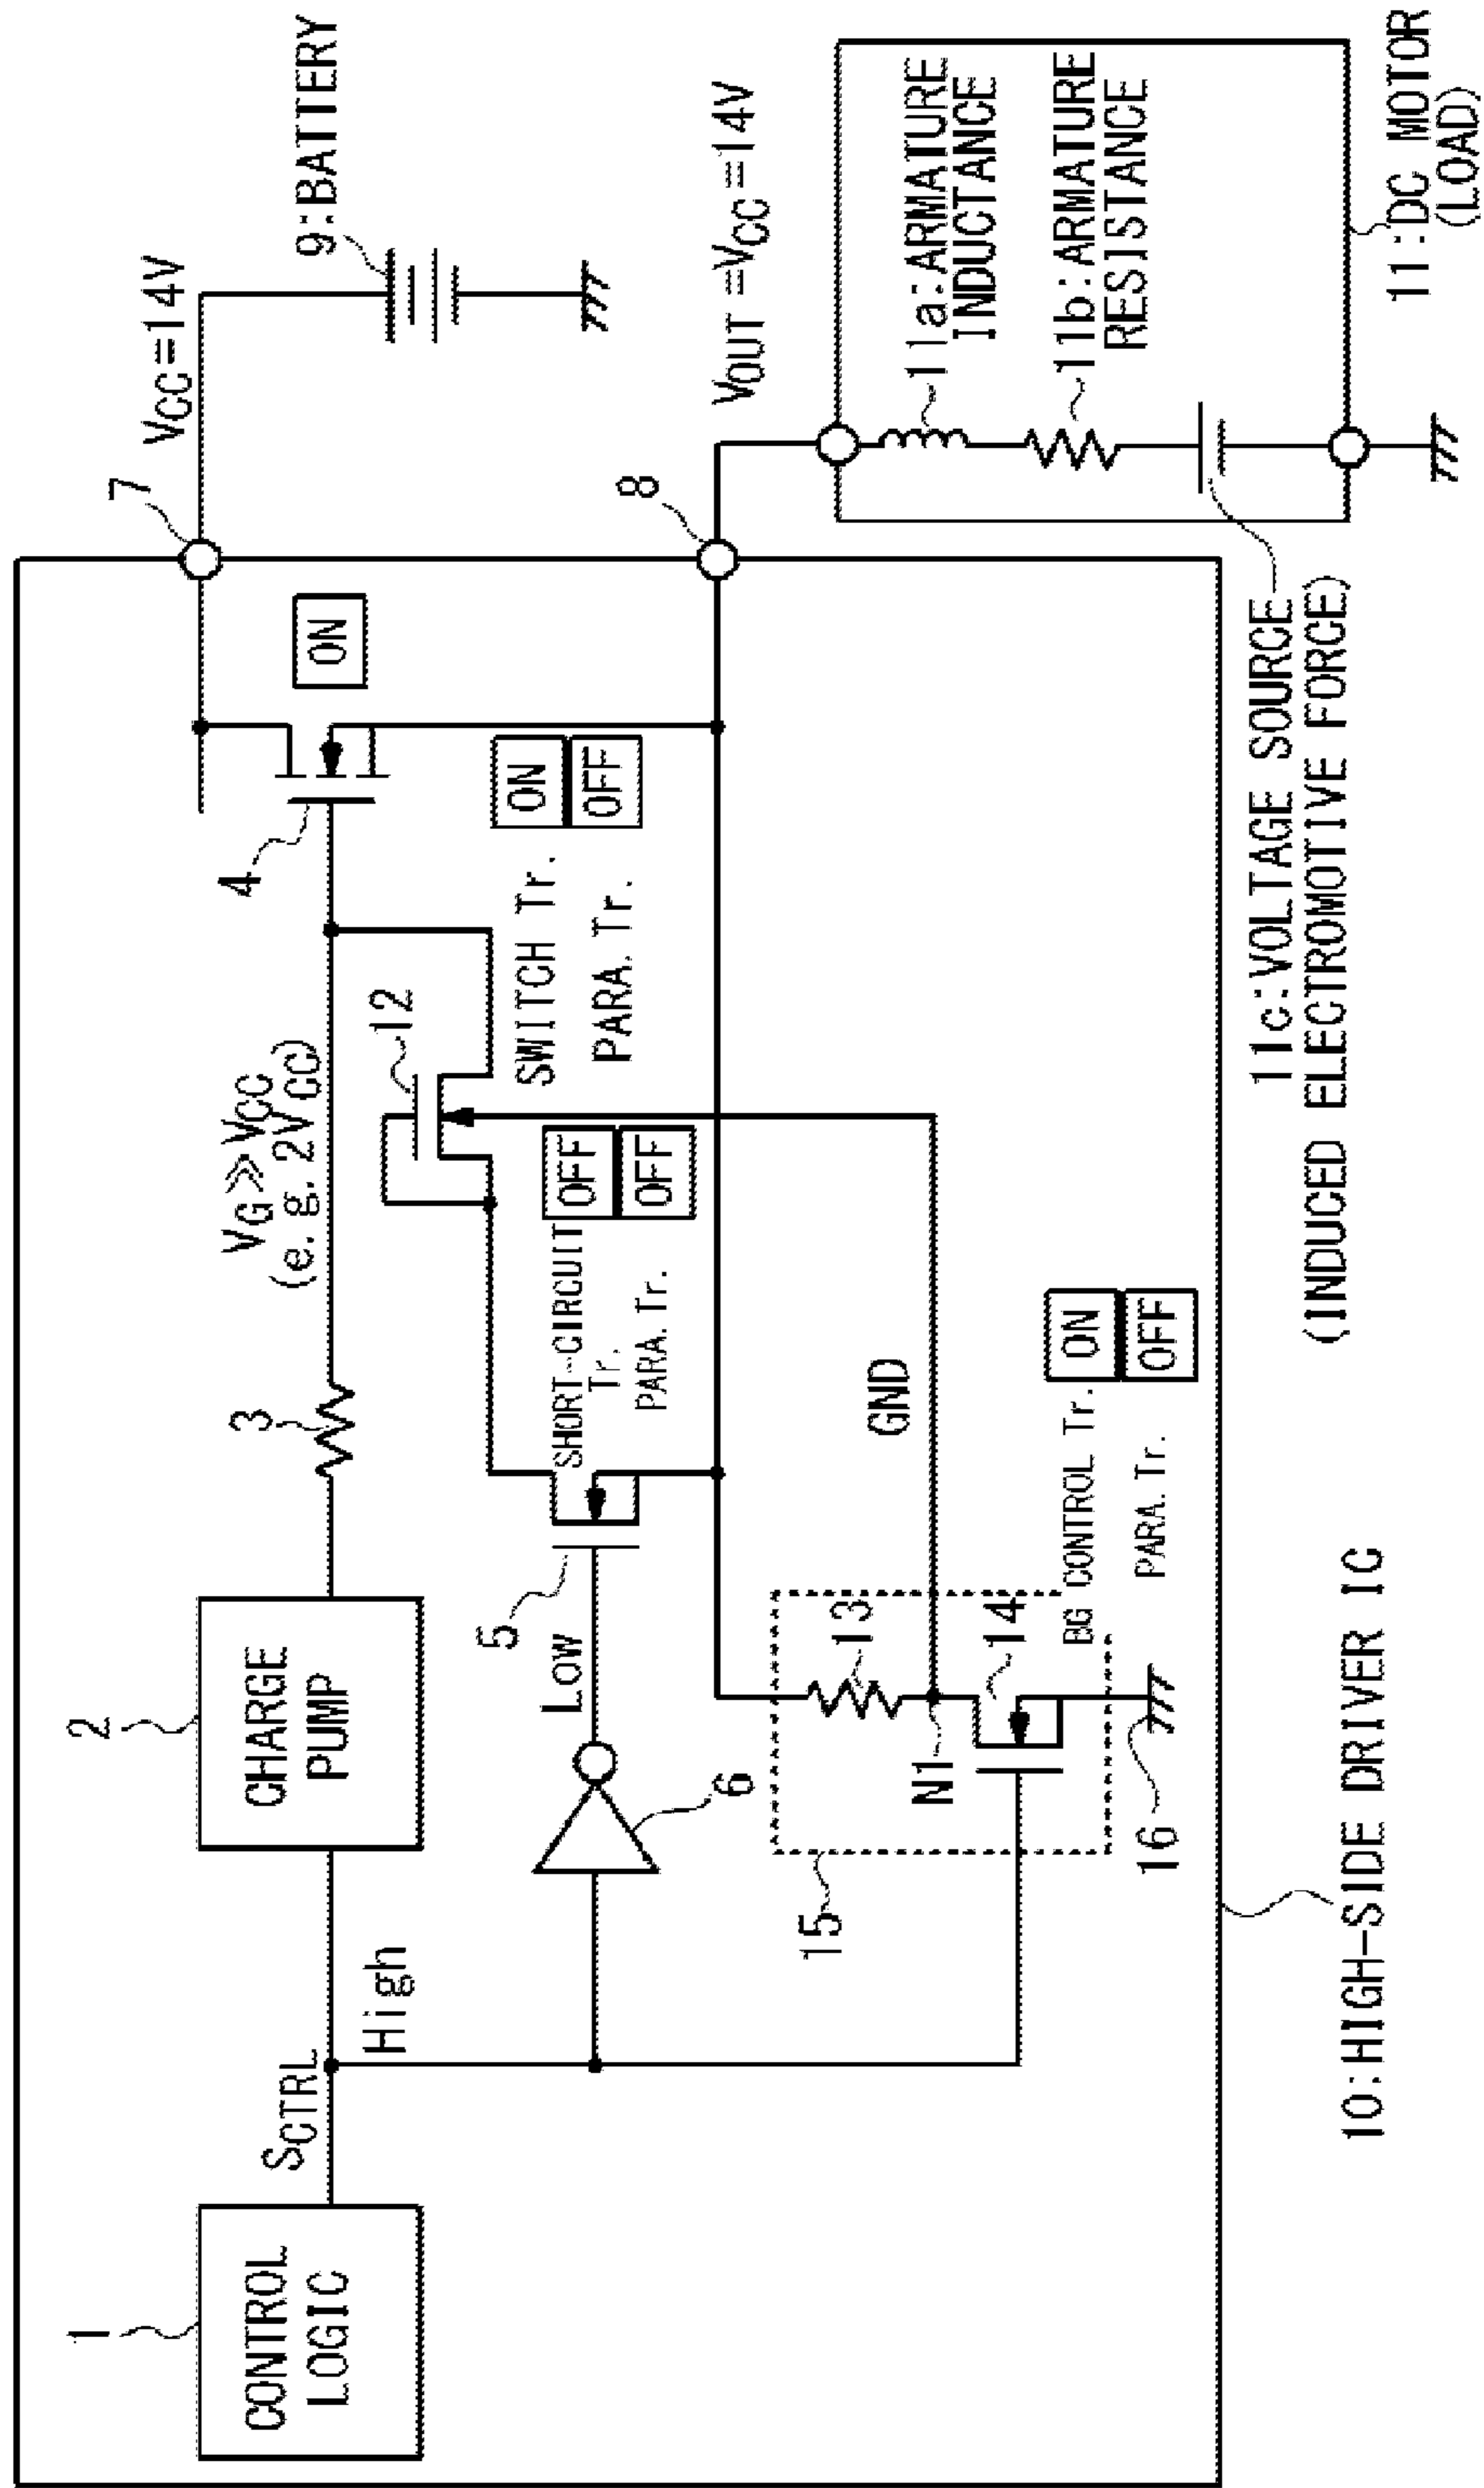 1
CONTROL
LOGIC
SCTRL
High
2
CHARGE
PUMP
3
VG≫VCC
(e.g. 2VCC)
4
ON
7
VCC=14V
9:BATTERY
12
SWITCH Tr.
ON
PARA. Tr.
OFF
5
Low
6
SHORT-CIRCUIT
Tr.
OFF
PARA. Tr.
OFF
8
VOUT =VCC=14V
11a:ARMATURE
INDUCTANCE
11b:ARMATURE
RESISTANCE
11:DC MOTOR
(LOAD)
11c:VOLTAGE SOURCE
(INDUCED ELECTROMOTIVE FORCE)
15
13
N1
14
GND
BG CONTROL Tr.
ON
PARA. Tr.
OFF
16
10:HIGH-SIDE DRIVER IC